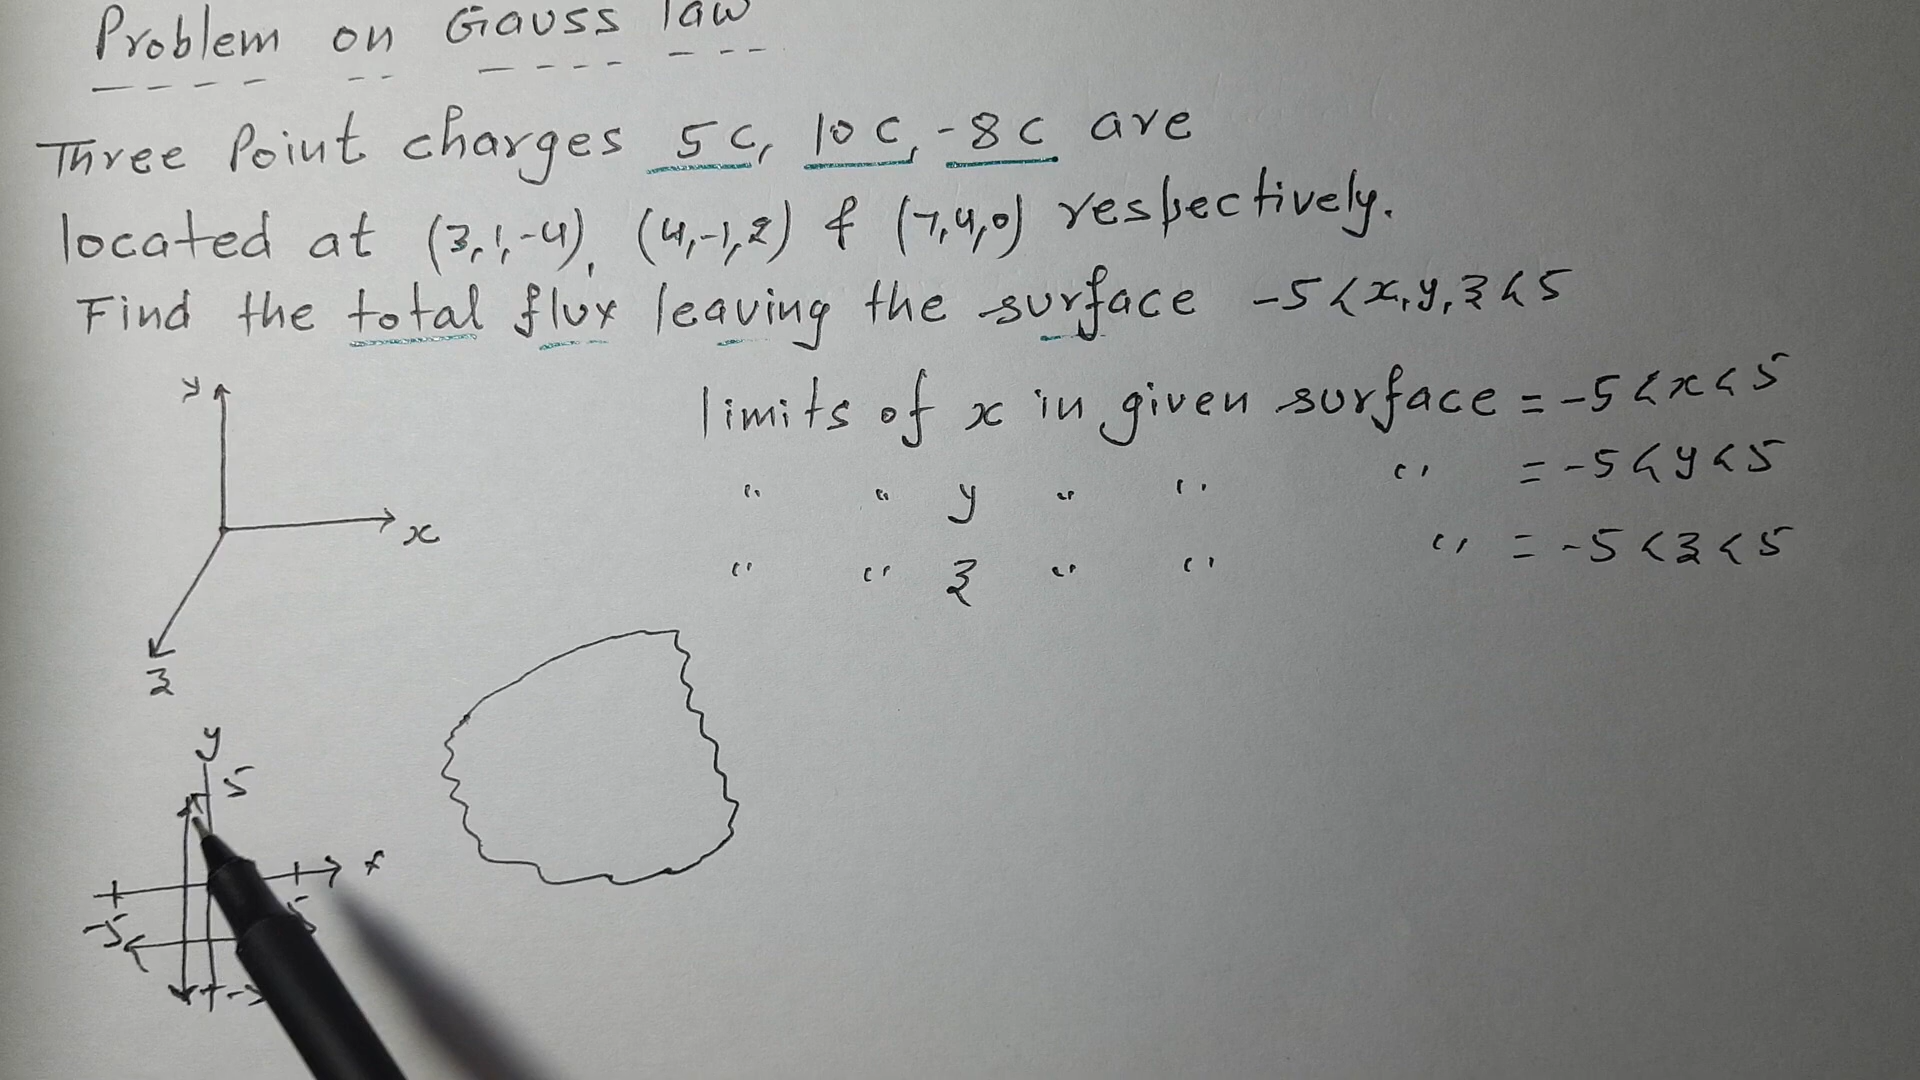 Problem on Gauss law
Three Point charges 5C, 10C, -8C are
located at (3,1,-4), (4,-1,2) & (7,4,0) respectively.
Find the total flux leaving the surface -5<x,y,z<5
limits of x in given surface = -5<x<5
" " y " " " = -5<y<5
" " z " " " = -5<z<5
y
x
z
y
5
x
-5
5